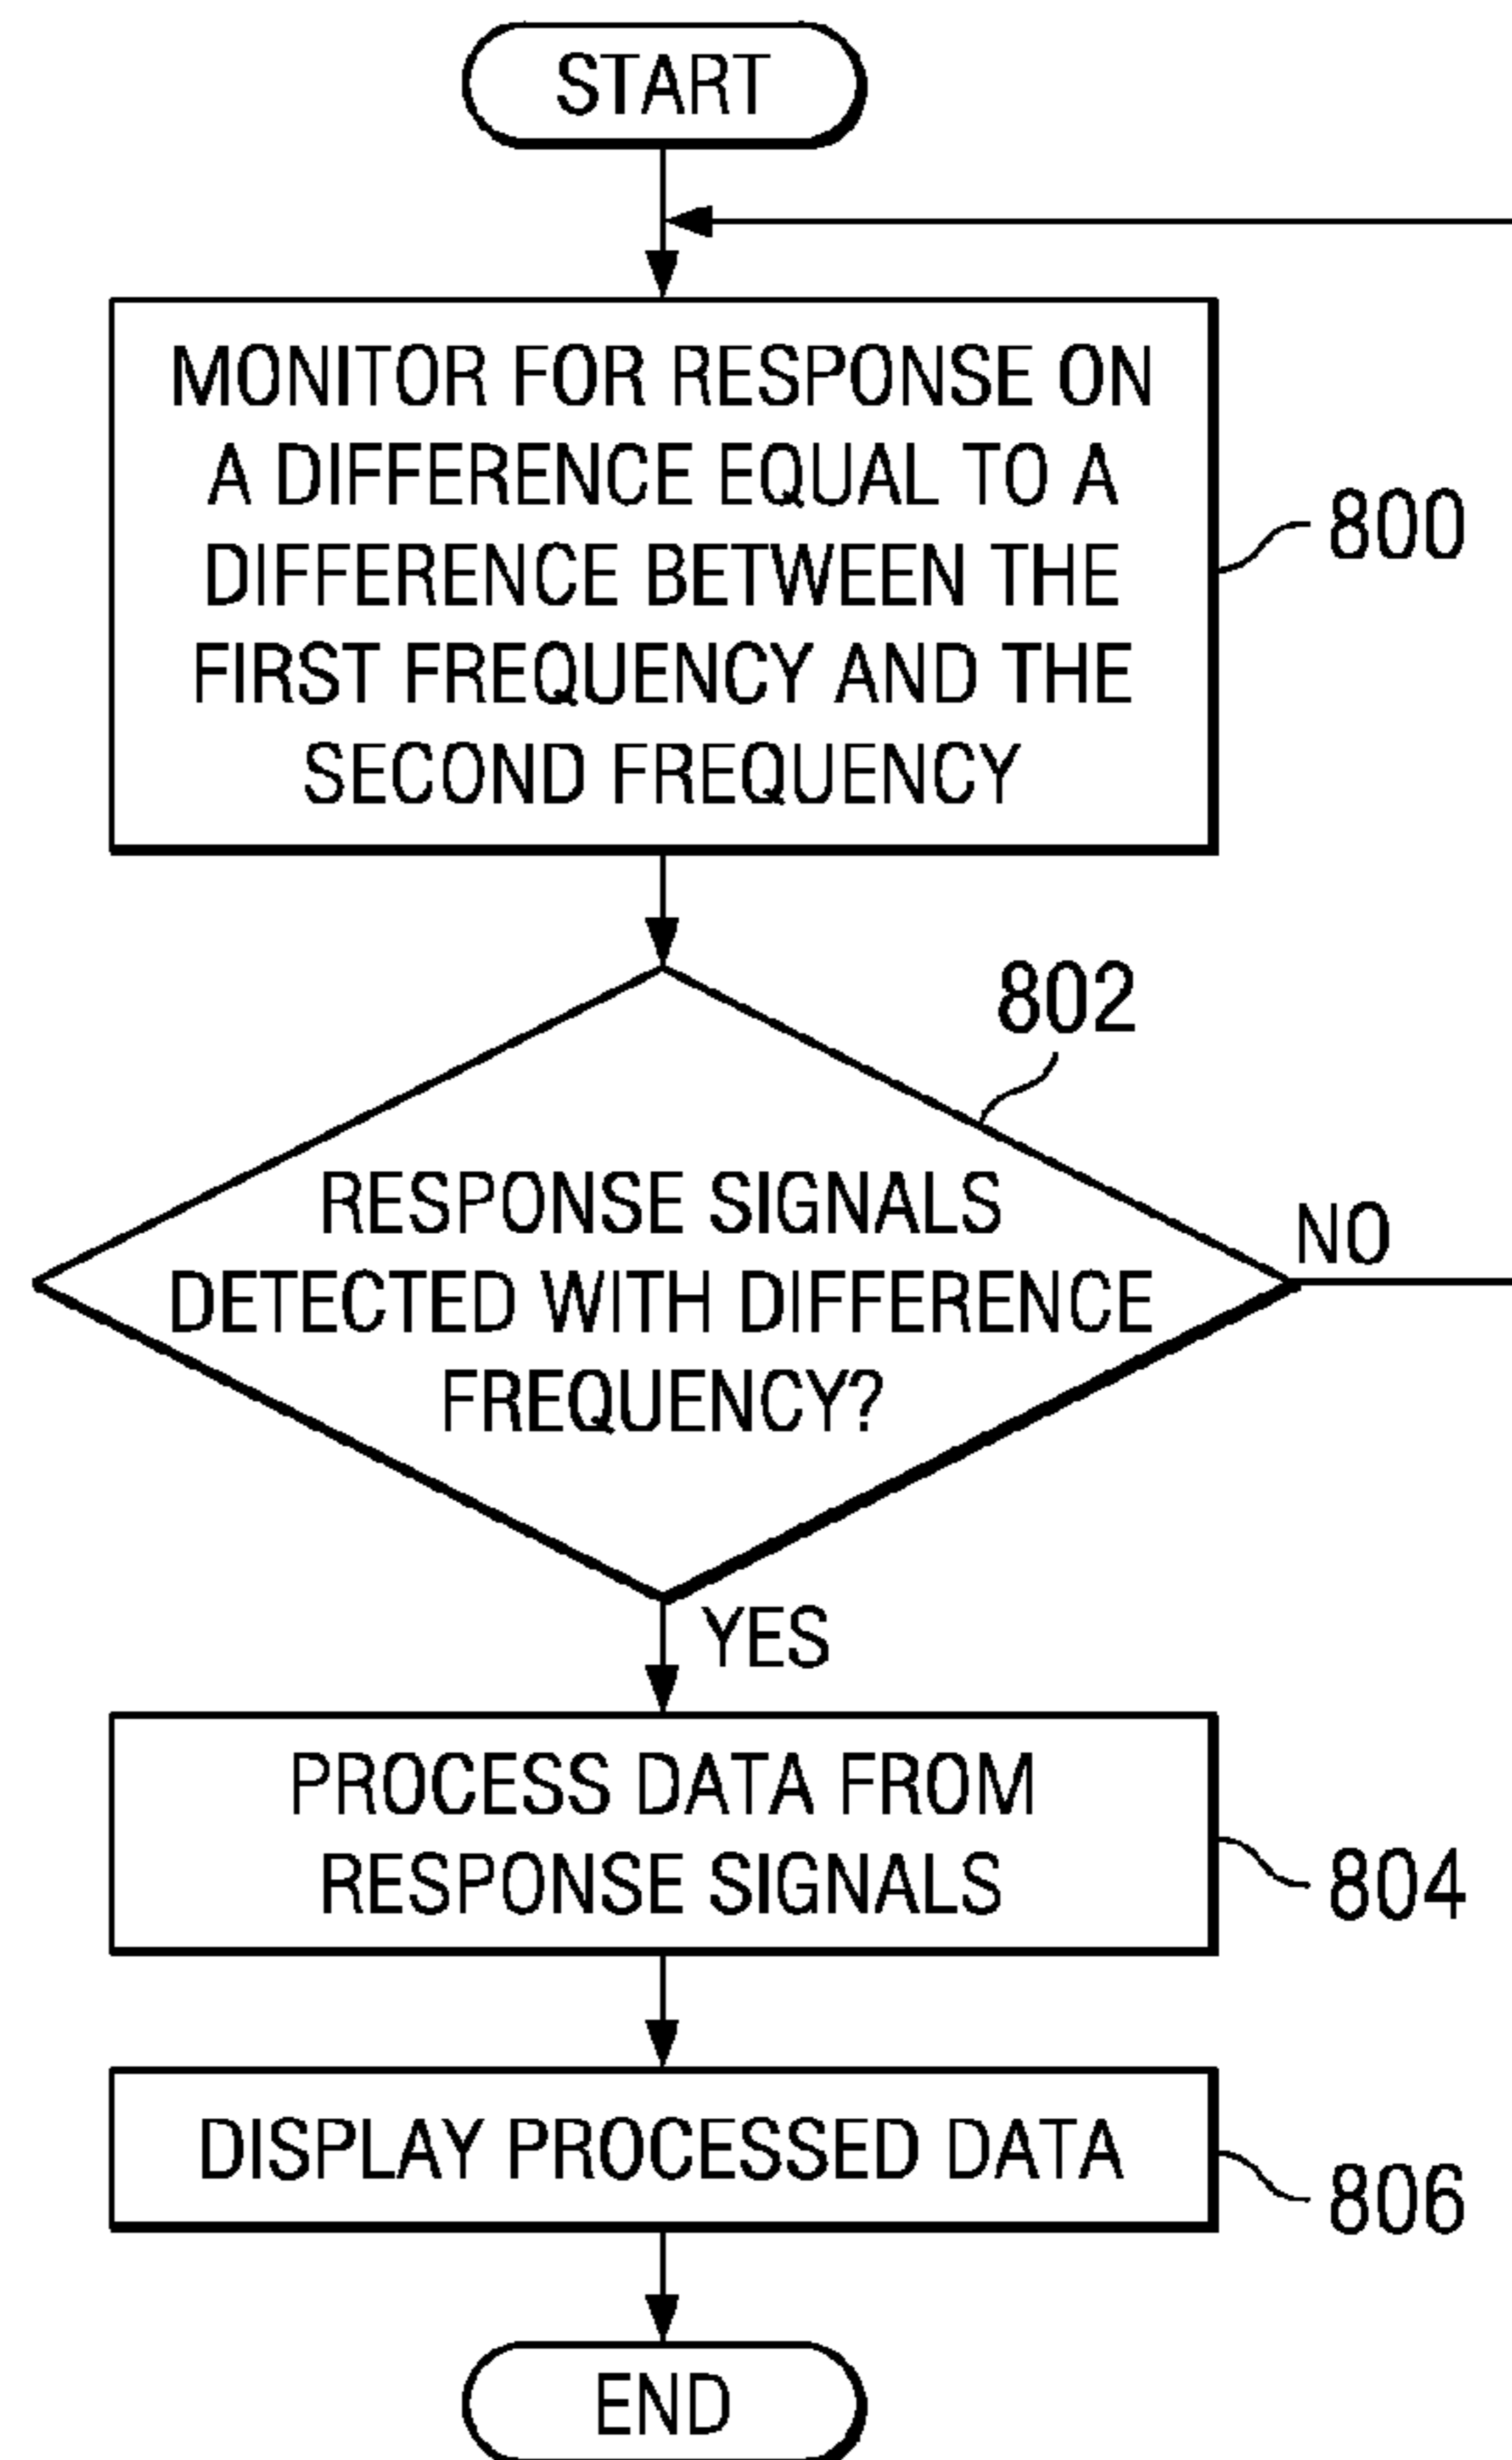 START
MONITOR FOR RESPONSE ON
A DIFFERENCE EQUAL TO A
DIFFERENCE BETWEEN THE
FIRST FREQUENCY AND THE
SECOND FREQUENCY
800
802
RESPONSE SIGNALS
DETECTED WITH DIFFERENCE
FREQUENCY?
NO
YES
PROCESS DATA FROM
RESPONSE SIGNALS
804
DISPLAY PROCESSED DATA
806
END